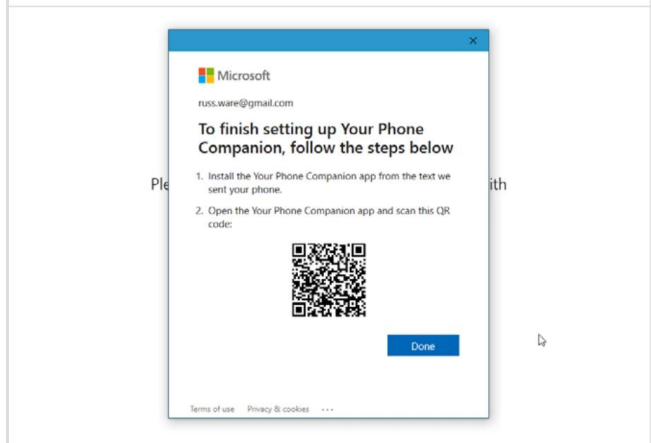 Microsoft
russ.ware@gmail.com
To finish setting up Your Phone
Companion, follow the steps below
1. Install the Your Phone Companion app from the text we
sent your phone.
Ple
ith
2. Open the Your Phone Companion app and scan this QR
code:
Done
Terms of use Privacy & cookies ...